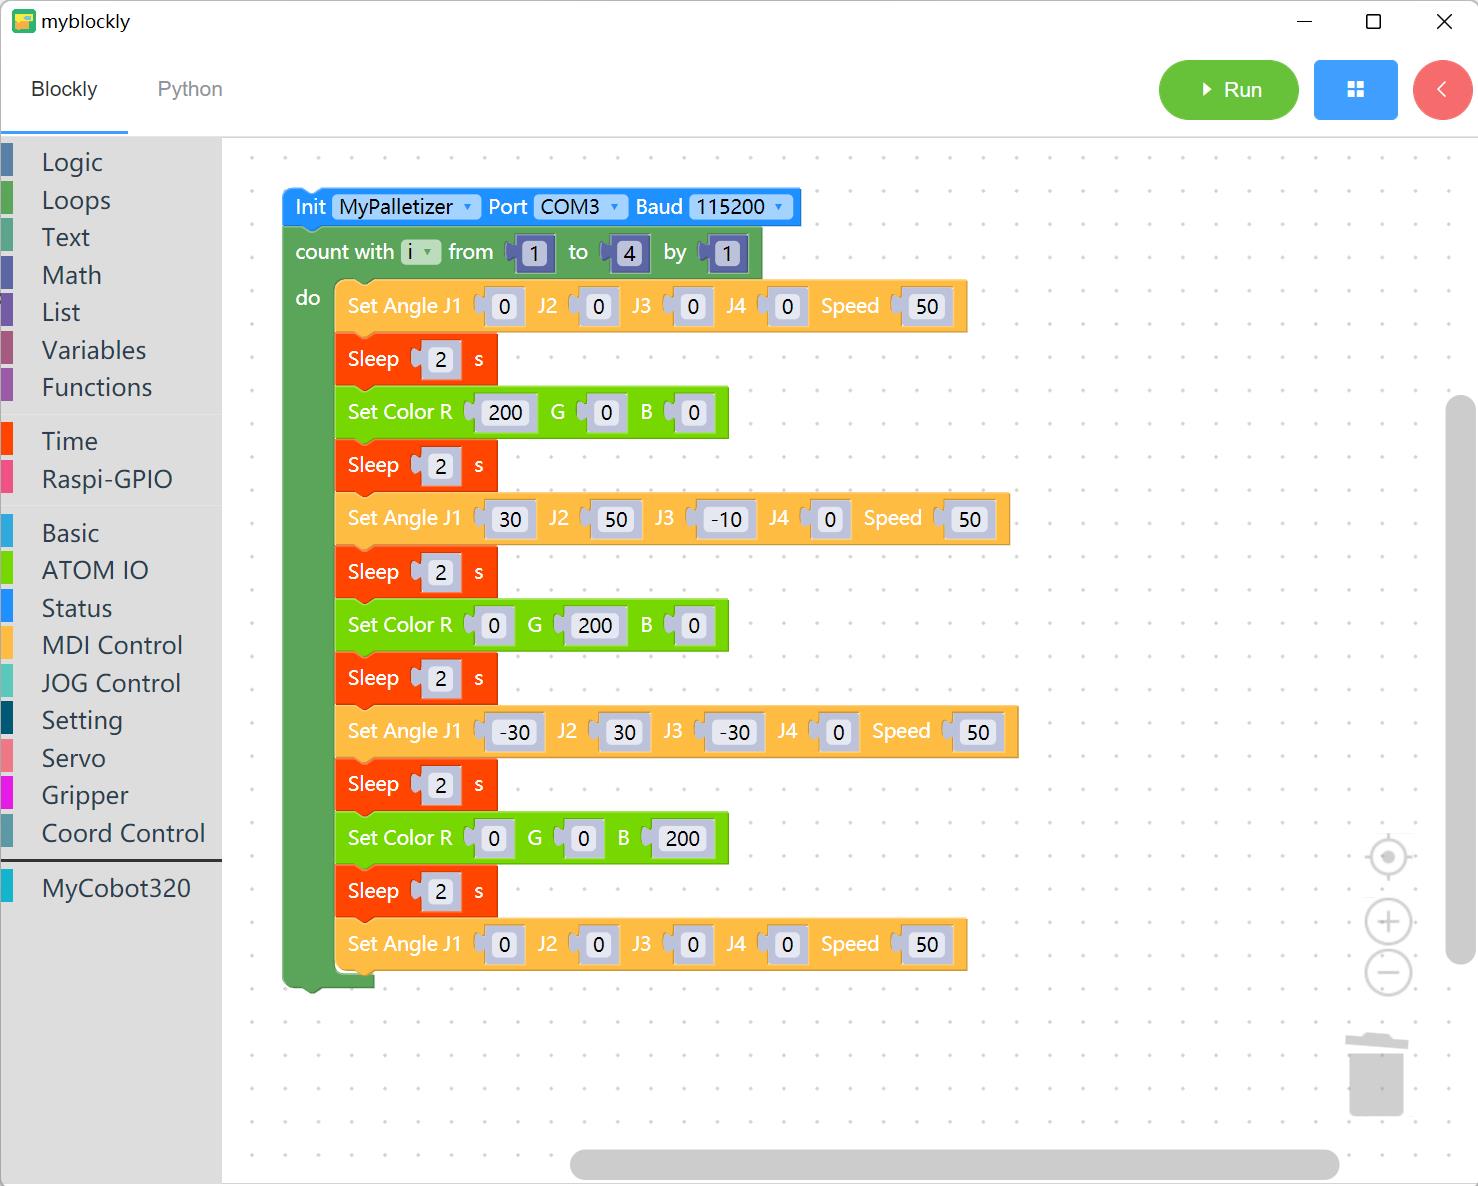 myblockly
Blockly Python Run
Logic
Loops
Text
Math
List
Variables
Functions
Time
Raspi-GPIO
Basic
ATOM IO
Status
MDI Control
JOG Control
Setting
Servo
Gripper
Coord Control
MyCobot320
Init MyPalletizer Port COM3 Baud 115200
count with i from 1 to 4 by 1
do
Set Angle J1 0 J2 0 J3 0 J4 0 Speed 50
Sleep 2 s
Set Color R 200 G 0 B 0
Sleep 2 s
Set Angle J1 30 J2 50 J3 -10 J4 0 Speed 50
Sleep 2 s
Set Color R 0 G 200 B 0
Sleep 2 s
Set Angle J1 -30 J2 30 J3 -30 J4 0 Speed 50
Sleep 2 s
Set Color R 0 G 0 B 200
Sleep 2 s
Set Angle J1 0 J2 0 J3 0 J4 0 Speed 50